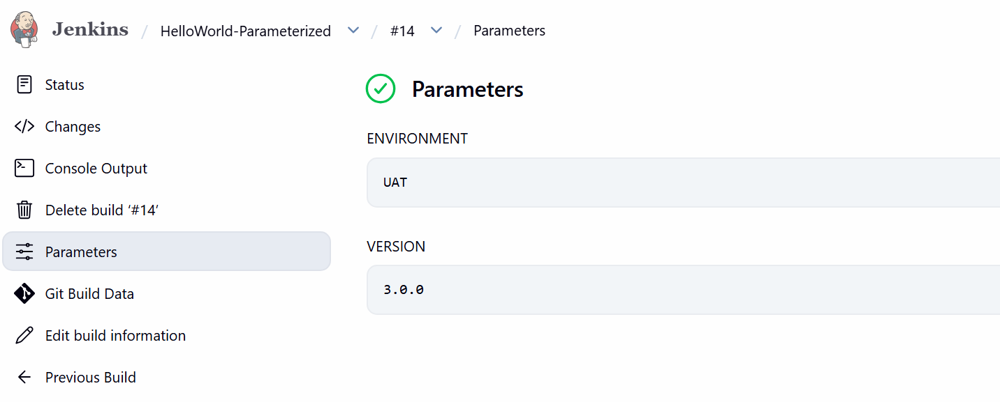 Jenkins / HelloWorld-Parameterized / #14 / Parameters
Status
Changes
Console Output
Delete build ‘#14’
Parameters
Git Build Data
Edit build information
Previous Build
Parameters
ENVIRONMENT
UAT
VERSION
3.0.0